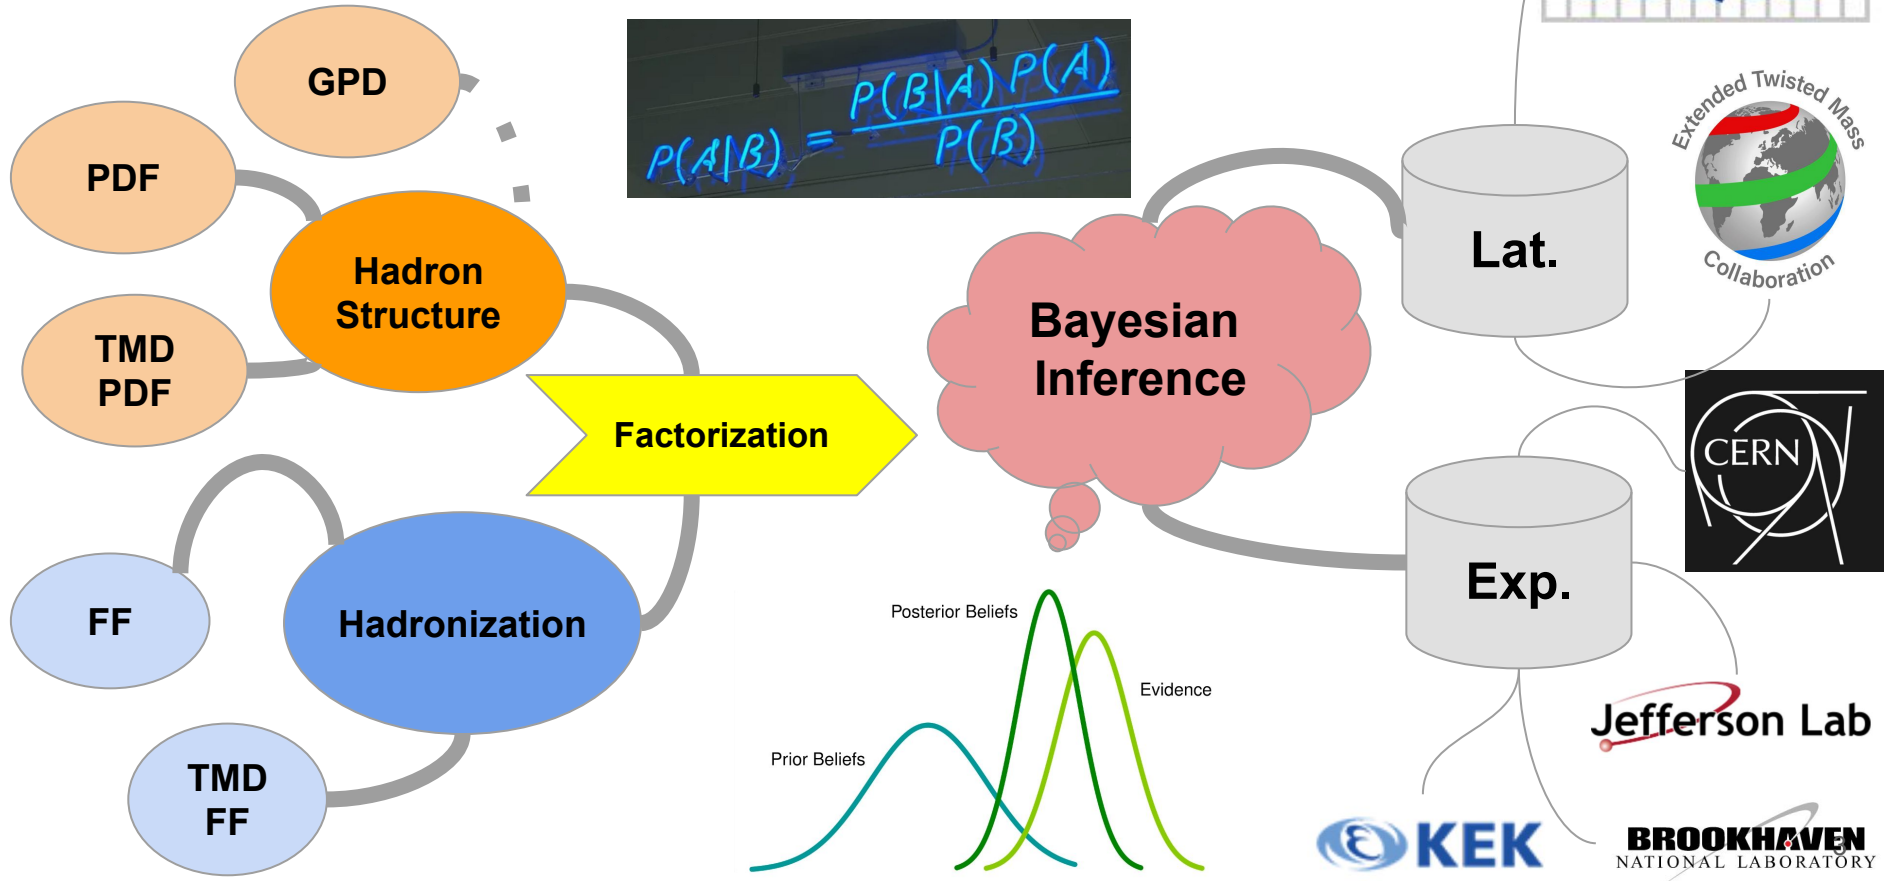 GPD
PDF
Hadron
Structure
TMD
PDF
FF
Hadronization
TMD
FF
Factorization
P(A|B) = P(B|A) P(A)
P(B)
Bayesian
Inference
Posterior Beliefs
Evidence
Prior Beliefs
Lat.
Extended Twisted Mass
Collaboration
CERN
Exp.
Jefferson Lab
KEK
BROOKHAVEN
NATIONAL LABORATORY
3